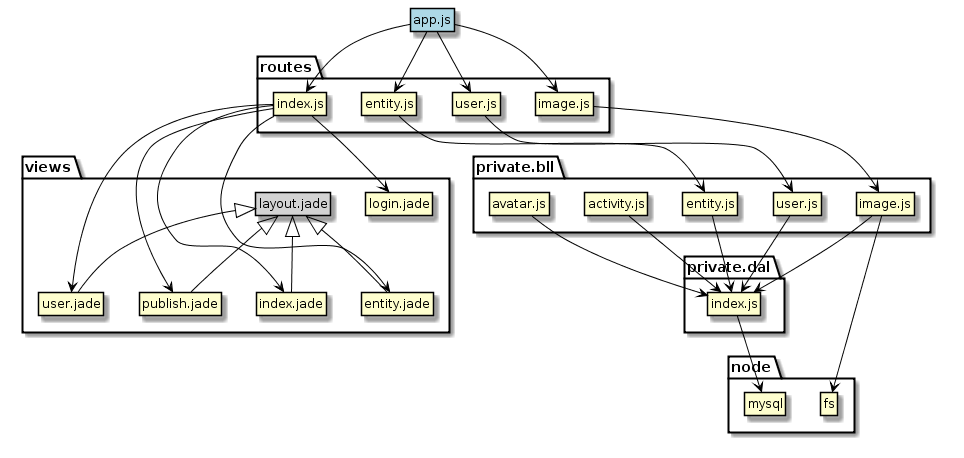 app.js
routes
index.js
entity.js
user.js
image.js
views
layout.jade
login.jade
user.jade
publish.jade
index.jade
entity.jade
private.bll
avatar.js
activity.js
entity.js
user.js
image.js
private.dal
index.js
node
mysql
fs